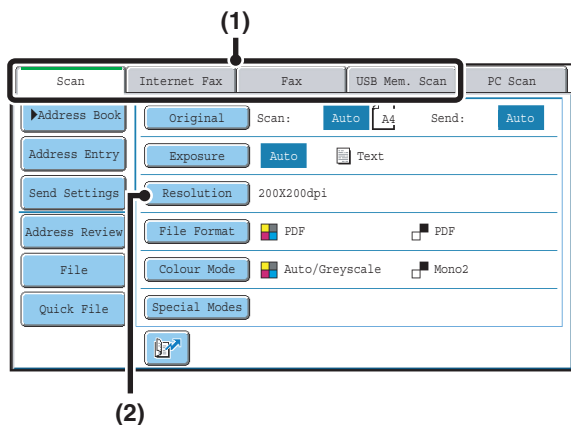 (1)
Scan Internet Fax Fax USB Mem. Scan PC Scan
Address Book Original Scan: Auto A4 Send: Auto
Address Entry Exposure Auto Text
Send Settings Resolution 200X200dpi
Address Review File Format PDF PDF
File Colour Mode Auto/Greyscale Mono2
Quick File Special Modes
(2)